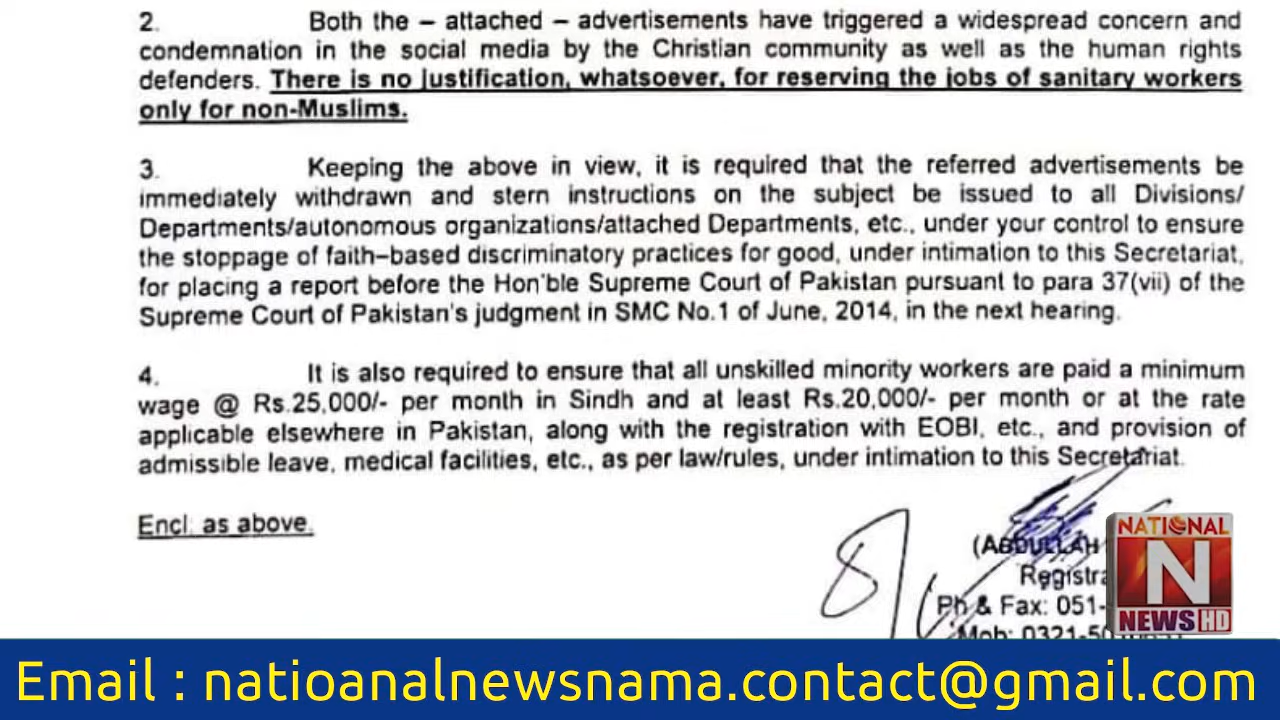 2. Both the – attached – advertisements have triggered a widespread concern and
condemnation in the social media by the Christian community as well as the human rights
defenders. There is no justification, whatsoever, for reserving the jobs of sanitary workers
only for non-Muslims.
3. Keeping the above in view, it is required that the referred advertisements be
immediately withdrawn and stern instructions on the subject be issued to all Divisions/
Departments/autonomous organizations/attached Departments, etc., under your control to ensure
the stoppage of faith–based discriminatory practices for good, under intimation to this Secretariat,
for placing a report before the Hon'ble Supreme Court of Pakistan pursuant to para 37(vii) of the
Supreme Court of Pakistan's judgment in SMC No.1 of June, 2014, in the next hearing.
4. It is also required to ensure that all unskilled minority workers are paid a minimum
wage @ Rs.25,000/- per month in Sindh and at least Rs.20,000/- per month or at the rate
applicable elsewhere in Pakistan, along with the registration with EOBI, etc., and provision of
admissible leave, medical facilities, etc., as per law/rules, under intimation to this Secretariat.
Encl: as above.
(ABDULLAH
Registra
Ph & Fax: 051-
Mob: 0321-50
NATIONAL
N
NEWS HD
Email : natioanalnewsnama.contact@gmail.com